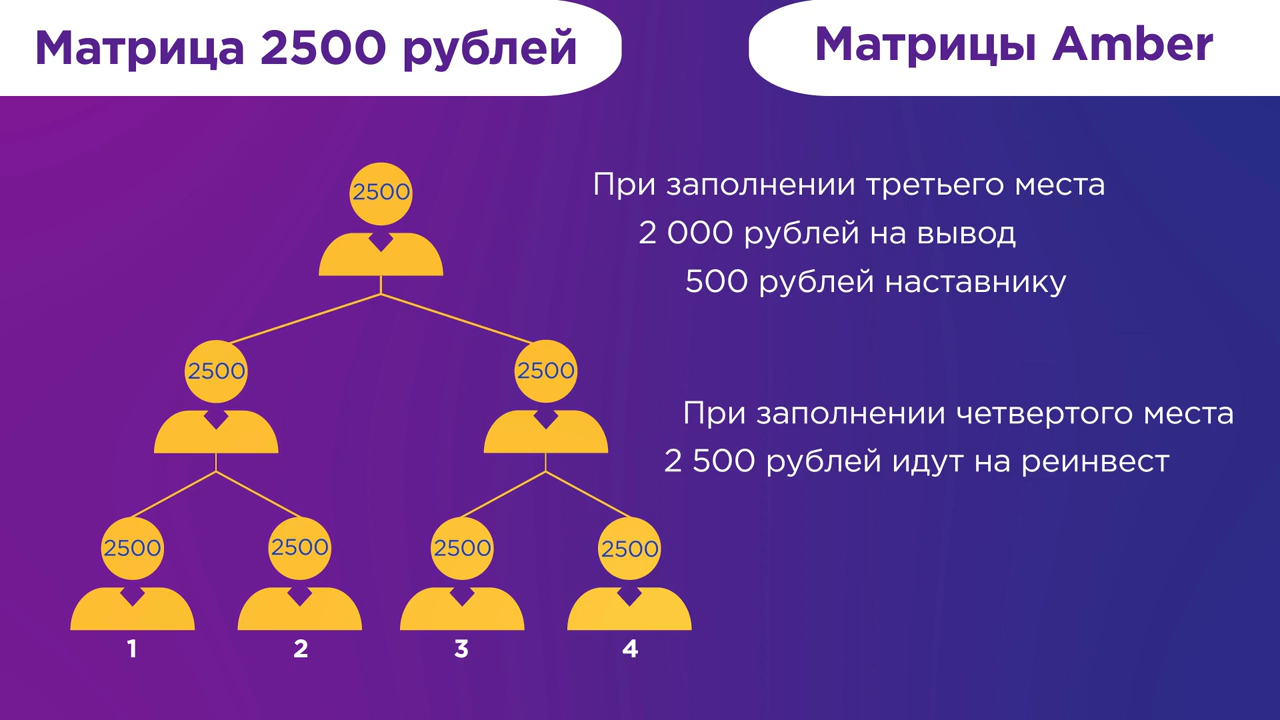 Матрица 2500 рублей
Матрицы Amber
2500
При заполнении третьего места
2 000 рублей на вывод
500 рублей наставнику
2500
2500
При заполнении четвертого места
2 500 рублей идут на реинвест
2500
2500
2500
2500
1
2
3
4